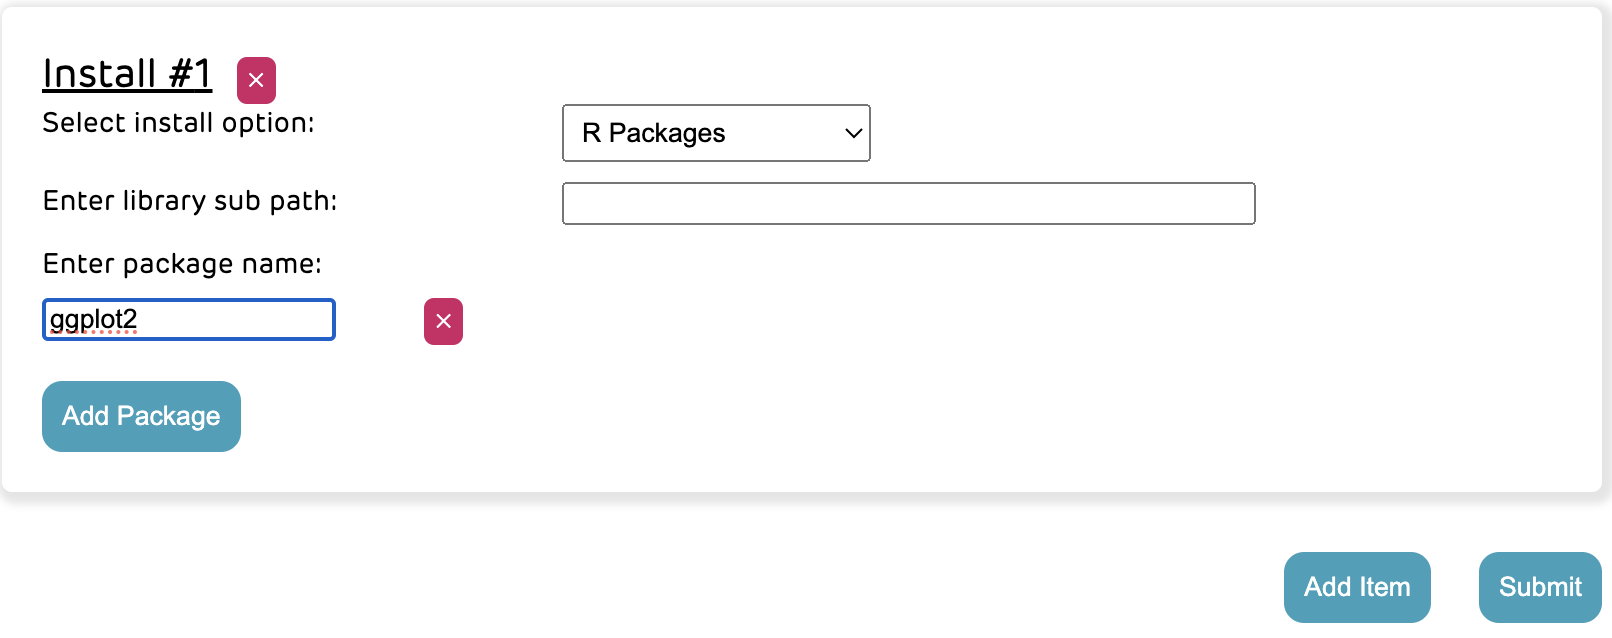 Install #1
Select install option:
R Packages
Enter library sub path:
Enter package name:
ggplot2
Add Package
Add Item
Submit